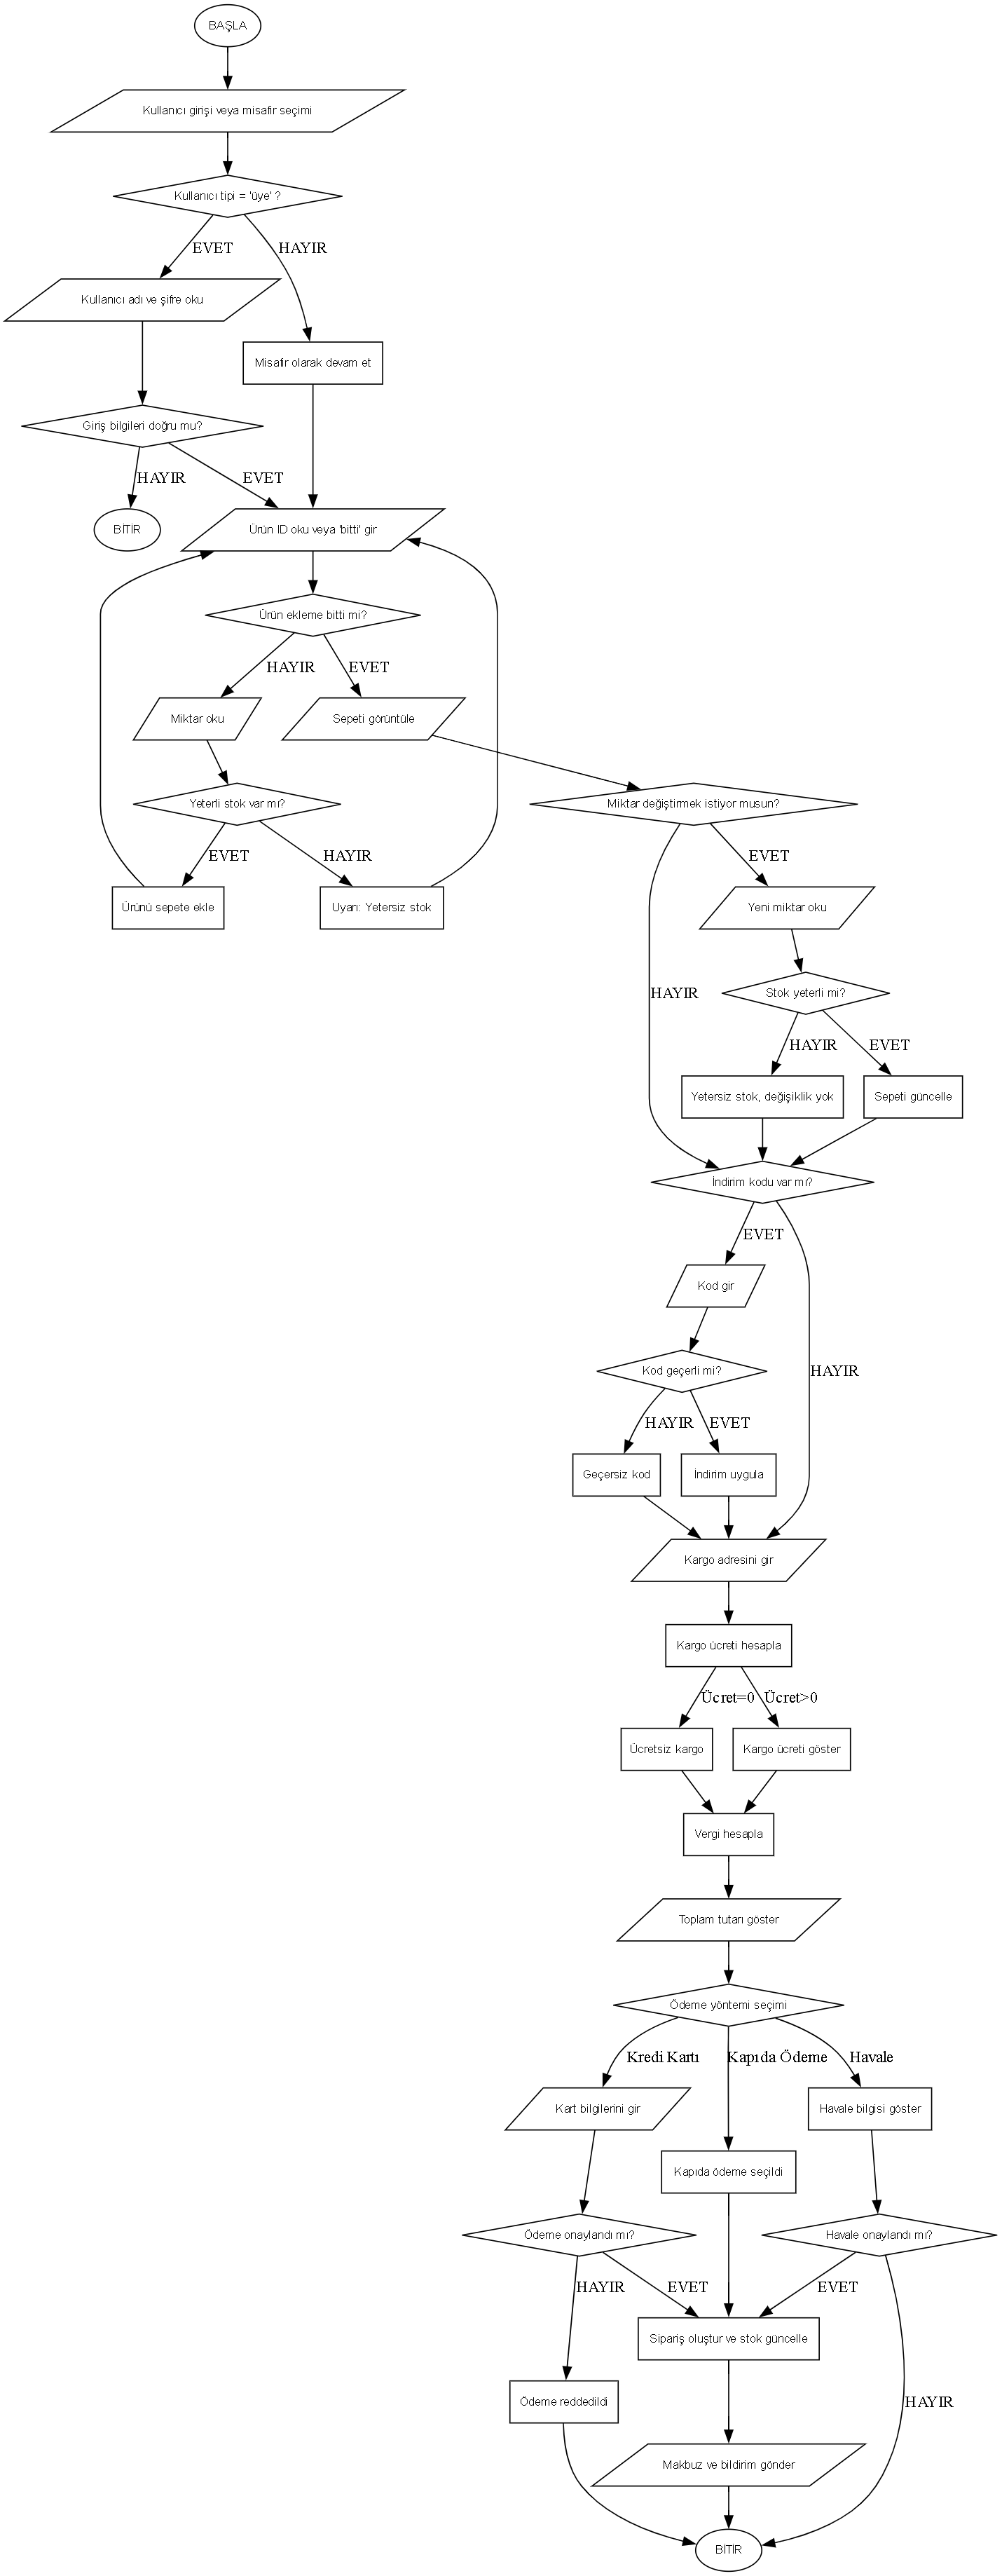 BAŞLA
Kullanıcı girişi veya misafir seçimi
Kullanıcı tipi = 'üye' ?
EVET
HAYIR
Kullanıcı adı ve şifre oku
Misafir olarak devam et
Giriş bilgileri doğru mu?
HAYIR
EVET
BİTİR
Ürün ID oku veya 'bitti' gir
Ürün ekleme bitti mi?
HAYIR
EVET
Miktar oku
Sepeti görüntüle
Yeterli stok var mı?
Miktar değiştirmek istiyor musun?
EVET
HAYIR
EVET
Ürünü sepete ekle
Uyarı: Yetersiz stok
Yeni miktar oku
HAYIR
Stok yeterli mi?
HAYIR
EVET
Yetersiz stok, değişiklik yok
Sepeti güncelle
İndirim kodu var mı?
EVET
Kod gir
Kod geçerli mi?
HAYIR
HAYIR
EVET
Geçersiz kod
İndirim uygula
Kargo adresini gir
Kargo ücreti hesapla
Ücret=0
Ücret>0
Ücretsiz kargo
Kargo ücreti göster
Vergi hesapla
Toplam tutarı göster
Ödeme yöntemi seçimi
Kredi Kartı
Kapıda Ödeme
Havale
Kart bilgilerini gir
Havale bilgisi göster
Kapıda ödeme seçildi
Ödeme onaylandı mı?
Havale onaylandı mı?
HAYIR
EVET
EVET
Sipariş oluştur ve stok güncelle
Ödeme reddedildi
HAYIR
Makbuz ve bildirim gönder
BİTİR